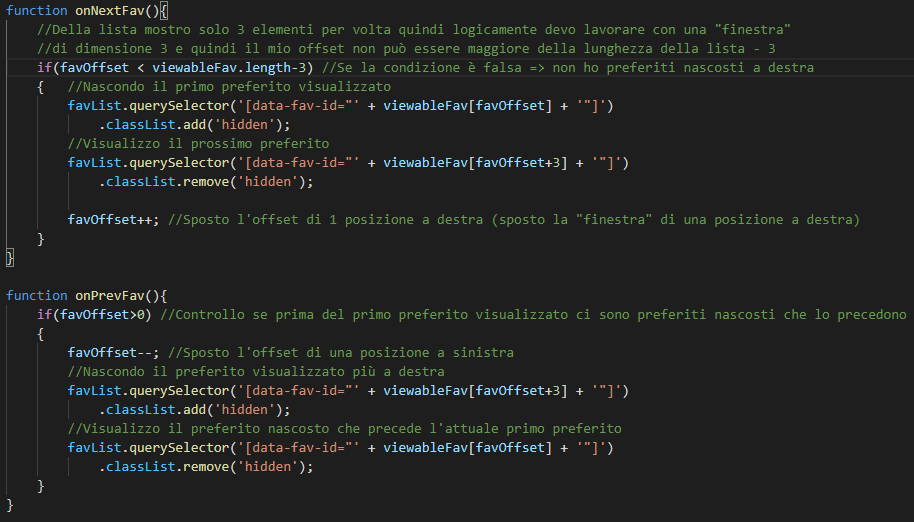 function onNextFav(){
    //Della lista mostro solo 3 elementi per volta quindi logicamente devo lavorare con una "finestra"
    //di dimensione 3 e quindi il mio offset non può essere maggiore della lunghezza della lista - 3
    if(favOffset < viewableFav.length-3) //Se la condizione è falsa => non ho preferiti nascosti a destra
    {   //Nascondo il primo preferito visualizzato
        favList.querySelector('[data-fav-id="' + viewableFav[favOffset] + '"]')
            .classList.add('hidden');
        //Visualizzo il prossimo preferito
        favList.querySelector('[data-fav-id="' + viewableFav[favOffset+3] + '"]')
            .classList.remove('hidden');

        favOffset++; //Sposto l'offset di 1 posizione a destra (sposto la "finestra" di una posizione a destra)
    }
}

function onPrevFav(){
    if(favOffset>0) //Controllo se prima del primo preferito visualizzato ci sono preferiti nascosti che lo precedono
    {
        favOffset--; //Sposto l'offset di una posizione a sinistra
        //Nascondo il preferito visualizzato più a destra
        favList.querySelector('[data-fav-id="' + viewableFav[favOffset+3] + '"]')
            .classList.add('hidden');
        //Visualizzo il preferito nascosto che precede l'attuale primo preferito
        favList.querySelector('[data-fav-id="' + viewableFav[favOffset] + '"]')
            .classList.remove('hidden');
    }
}